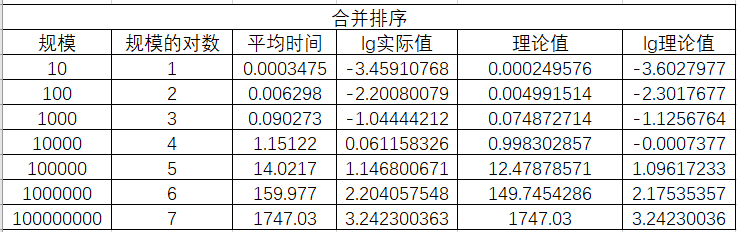 合并排序
规模 规模的对数 平均时间 lg实际值 理论值 lg理论值
10 1 0.0003475 -3.45910768 0.000249576 -3.6027977
100 2 0.006298 -2.20080079 0.004991514 -2.3017677
1000 3 0.090273 -1.04444212 0.074872714 -1.1256764
10000 4 1.15122 0.061158326 0.998302857 -0.0007377
100000 5 14.0217 1.146800671 12.47878571 1.09617233
1000000 6 159.977 2.204057548 149.7454286 2.17535357
100000000 7 1747.03 3.242300363 1747.03 3.24230036